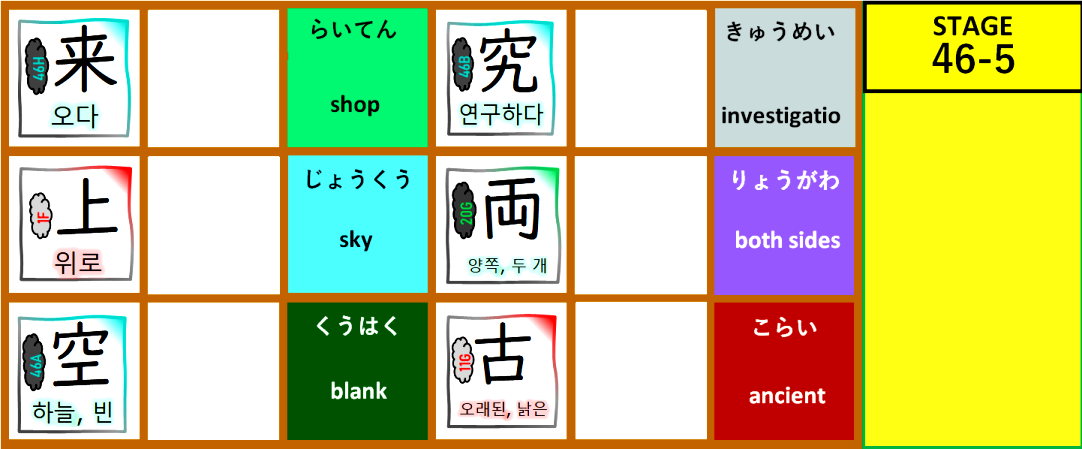 46H
来
오다
らいてん
shop
46B
究
연구하다
きゅうめい
investigatio
STAGE
46-5
1F
上
위로
じょうくう
sky
20G
両
양쪽, 두 개
りょうがわ
both sides
46A
空
하늘, 빈
くうはく
blank
11G
古
오래된, 낡은
こらい
ancient